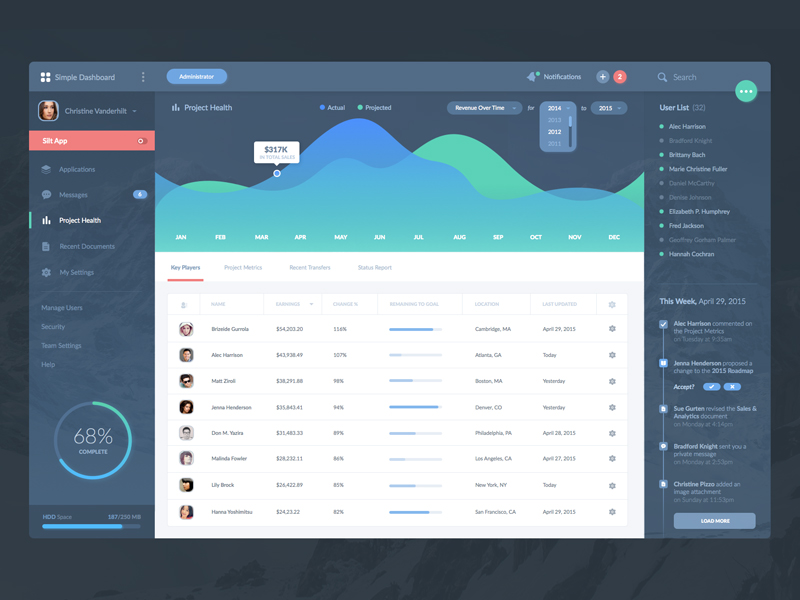 Simple Dashboard
Administrator
Notifications
2
Search
Christine Vanderhilt
Slit App
Applications
Messages 6
Project Health
Recent Documents
My Settings
Manage Users
Security
Team Settings
Help
68%
COMPLETE
HDD Space 187/250 MB
Project Health
Actual
Projected
Revenue Over Time for 2014 to 2015
2013
2012
2011
$317K
IN TOTAL SALES
JAN FEB MAR APR MAY JUN JUL AUG SEP OCT NOV DEC
Key Players Project Metrics Recent Transfers Status Report
NAME EARNINGS CHANGE % REMAINING TO GOAL LOCATION LAST UPDATED
Brizside Gurrola $54,203.20 116% Cambridge, MA April 29, 2015
Alec Harrison $43,938.49 107% Atlanta, GA Today
Matt Ziroll $38,291.88 98% Boston, MA Yesterday
Jenna Henderson $35,843.41 94% Denver, CO Yesterday
Don M. Yazira $31,483.33 89% Philadelphia, PA April 28, 2015
Malinda Fowler $28,232.11 86% Los Angeles, CA April 27, 2015
Lily Brock $26,422.89 85% New York, NY Today
Hanna Yoshimitsu $24,23.22 82% San Francisco, CA April 29, 2015
User List (32)
Alec Harrison
Bradford Knight
Brittany Bach
Marie Christine Fuller
Daniel McCarthy
Denise Johnson
Elizabeth P. Humphrey
Fred Jackson
Geoffrey Gorham Palmer
Hannah Cochran
This Week, April 29, 2015
Alec Harrison commented on
the Project Metrics
on Tuesday at 9:35am
Jenna Henderson proposed a
change to the 2015 Roadmap
Accept?
Sue Gurten revised the Sales &
Analytics document
on Monday at 4:14pm
Bradford Knight sent you a
private message
on Monday at 2:53pm
Christine Pizzo added an
image attachment
on Sunday at 11:53pm
LOAD MORE